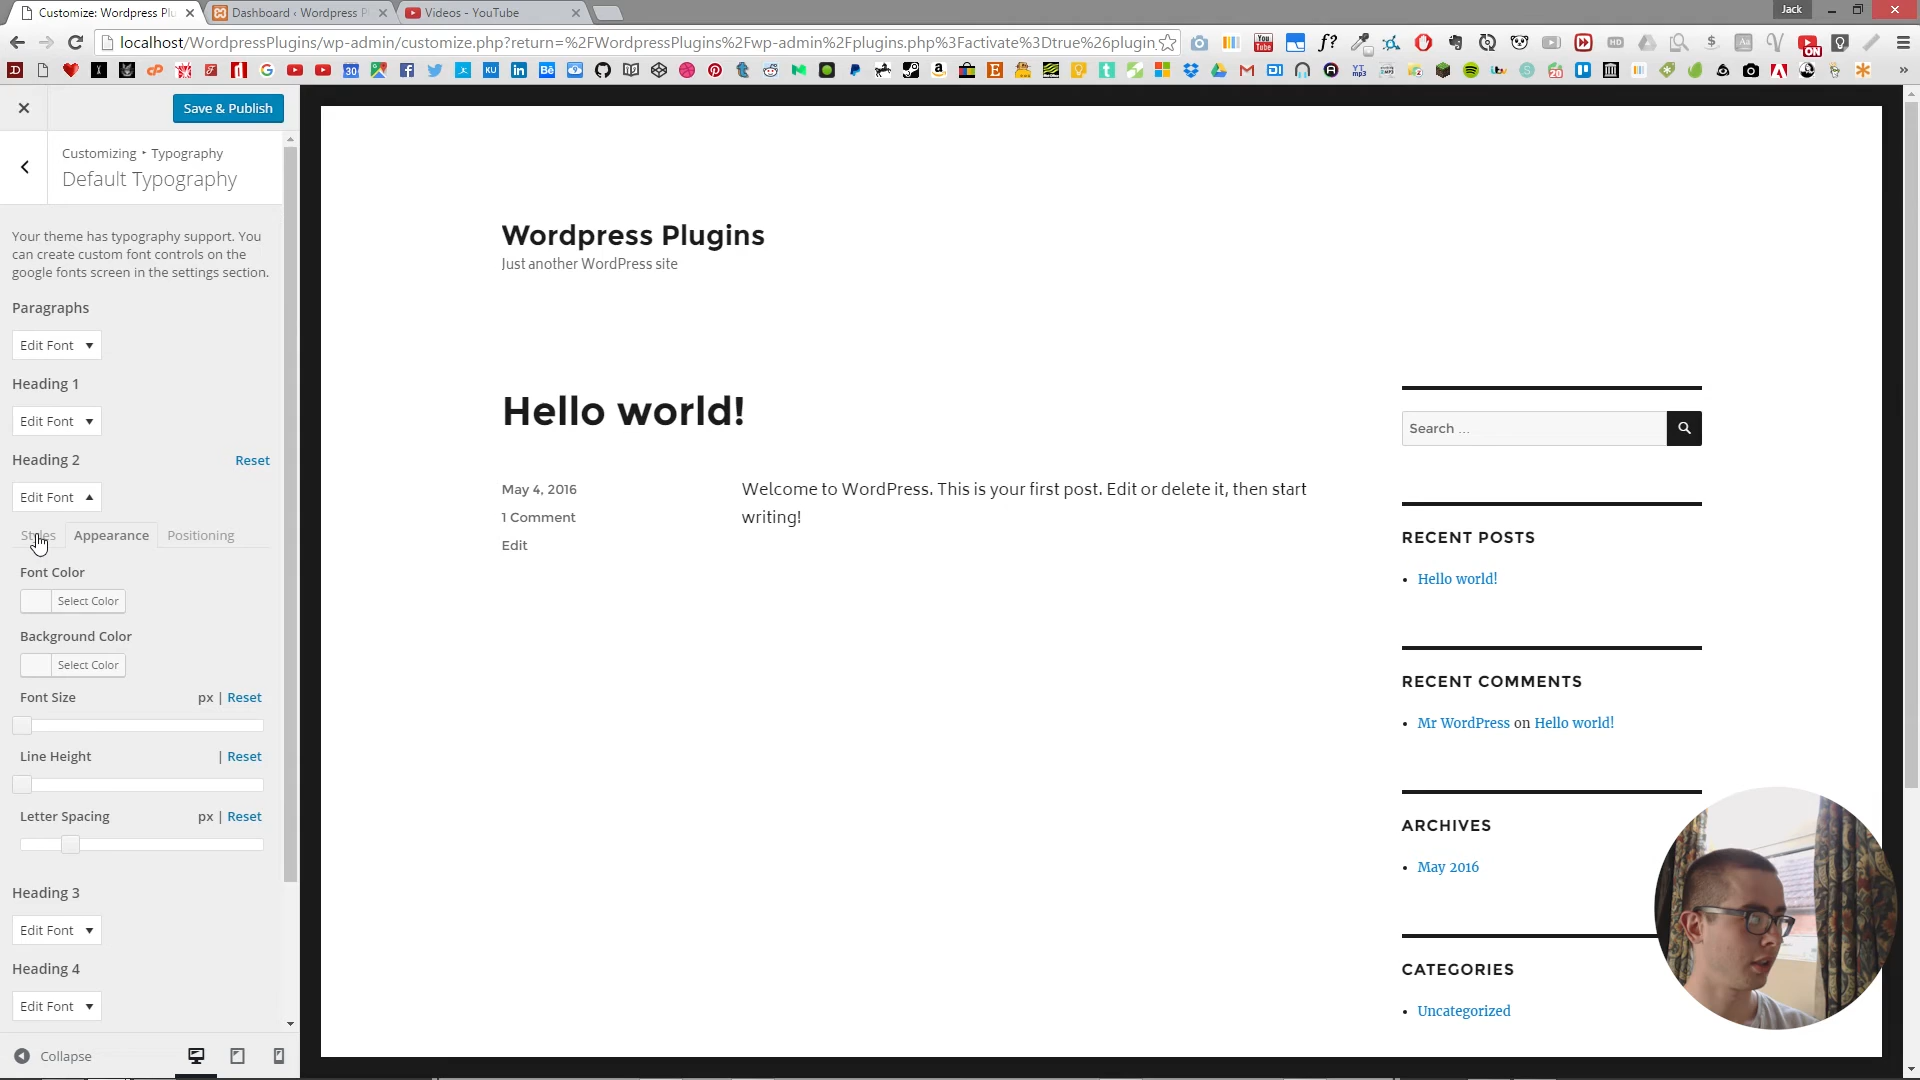 Customize: Wordpress Plu
Dashboard ‹ Wordpress P
Videos - YouTube
Jack
localhost/WordpressPlugins/wp-admin/customize.php?return=%2FWordpressPlugins%2Fwp-admin%2Fplugins.php%3Factivate%3Dtrue%26plugin
Save & Publish
Customizing ‣ Typography
Default Typography
Your theme has typography support. You
can create custom font controls on the
google fonts screen in the settings section.
Paragraphs
Edit Font
Heading 1
Edit Font
Heading 2
Reset
Edit Font
Styles
Appearance
Positioning
Font Color
Select Color
Background Color
Select Color
Font Size
px | Reset
Line Height
| Reset
Letter Spacing
px | Reset
Heading 3
Edit Font
Heading 4
Edit Font
Collapse
Wordpress Plugins
Just another WordPress site
Hello world!
May 4, 2016
1 Comment
Edit
Welcome to WordPress. This is your first post. Edit or delete it, then start
writing!
Search ...
RECENT POSTS
Hello world!
RECENT COMMENTS
Mr WordPress on Hello world!
ARCHIVES
May 2016
CATEGORIES
Uncategorized